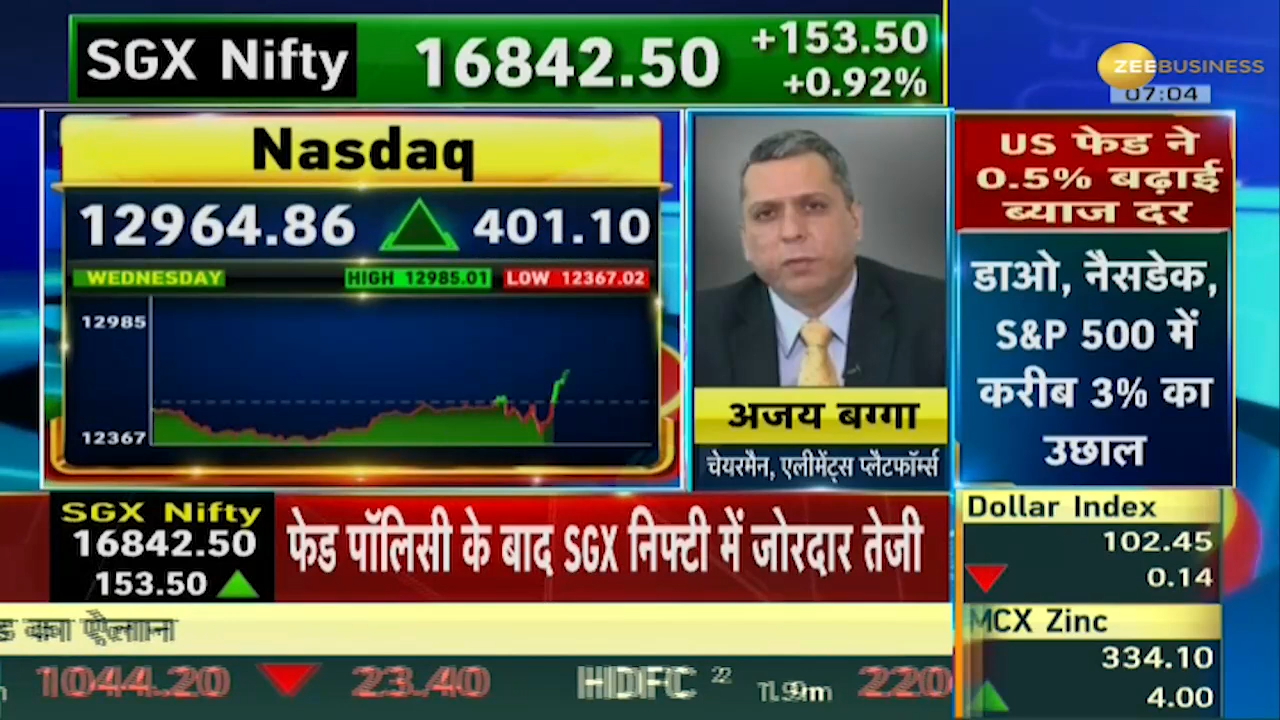 SGX Nifty
16842.50
+153.50
+0.92%
ZEEBUSINESS
07:04
Nasdaq
12964.86
401.10
WEDNESDAY
HIGH 12985.01
LOW 12367.02
12985
12367
अजय बग्गा
चेयरमैन, एलीमेंट्स प्लैटफॉर्म्स
US फेड ने
0.5% बढ़ाई
ब्याज दर
डाओ, नैसडेक,
S&P 500 में
करीब 3% का
उछाल
SGX Nifty
16842.50
153.50
फेड पॉलिसी के बाद SGX निफ्टी में जोरदार तेजी
Dollar Index
102.45
0.14
MCX Zinc
334.10
4.00
का ऐलान
1044.20 23.40 HDFC 22 220